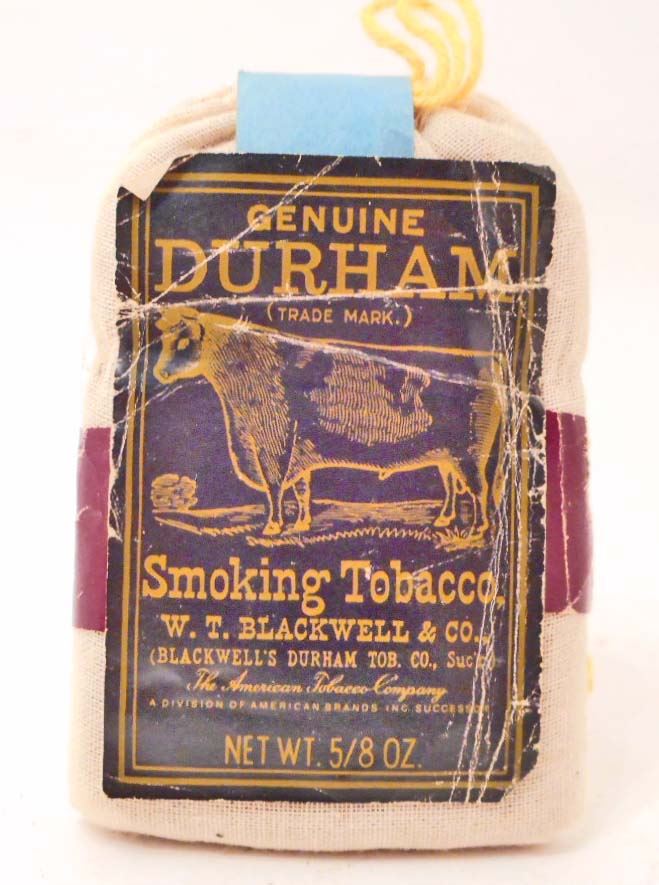 GENUINE
DURHAM
(TRADE MARK.)
Smoking Tobacco,
W. T. BLACKWELL & CO.,
(BLACKWELL'S DURHAM TOB. CO., Suc'r)
The American Tobacco Company
A DIVISION OF AMERICAN BRANDS INC. SUCCESSOR
NET WT. 5/8 OZ.